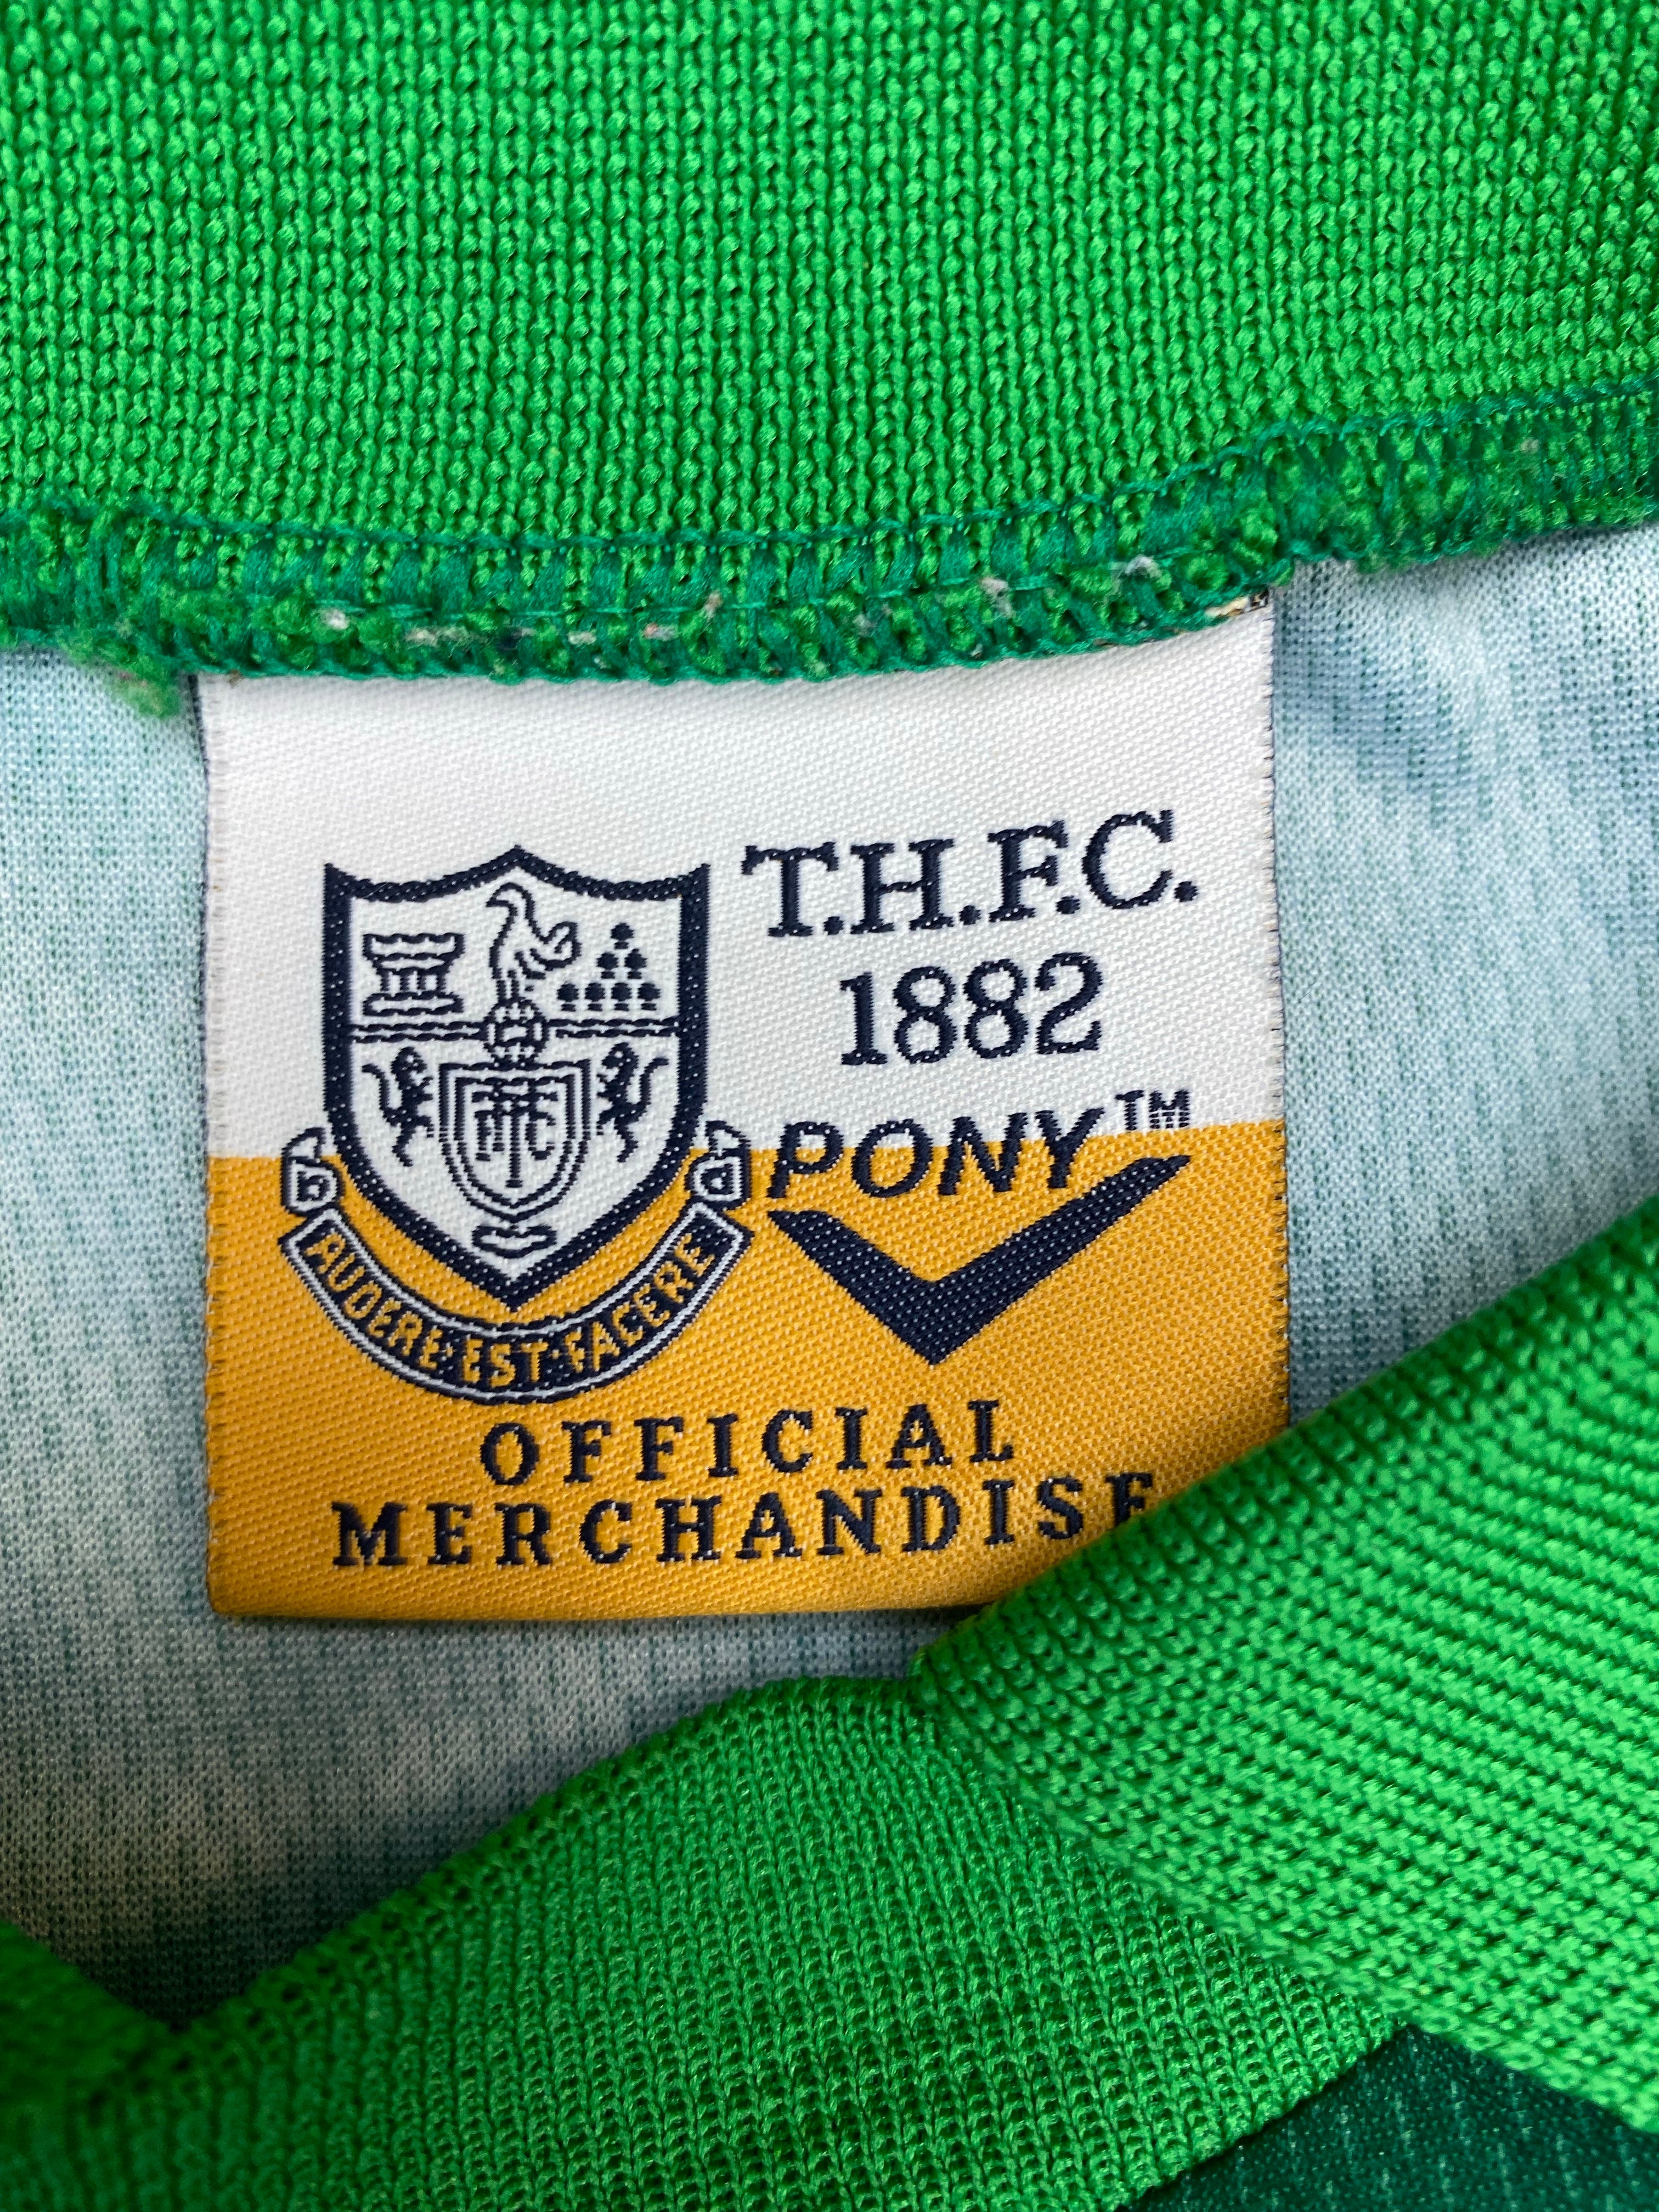 T.H.F.C.
1882
PONY™
AUDERE·EST·FACERE
OFFICIAL
MERCHANDISE